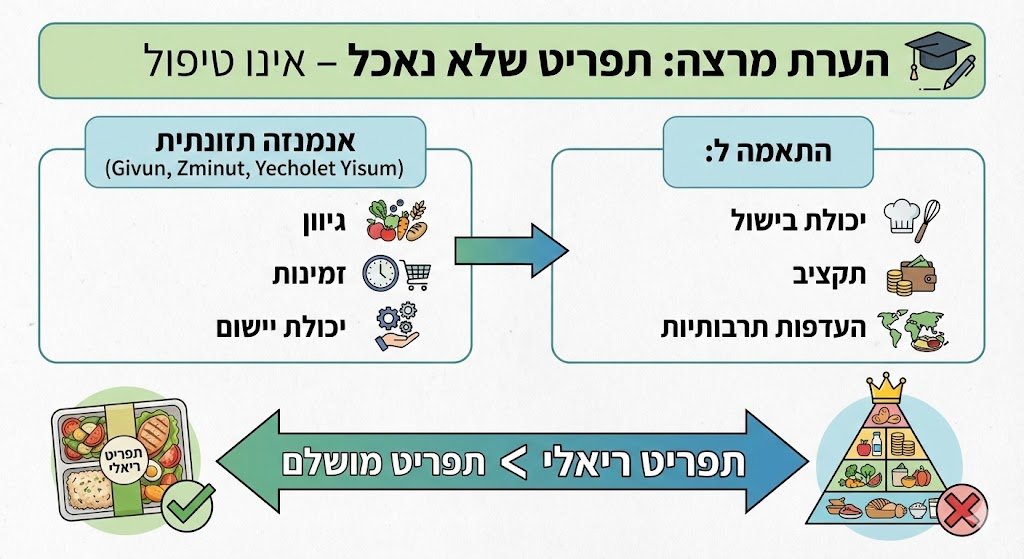 הערת מרצה: תפריט שלא נאכל – אינו טיפול
התאמה ל:
יכולת בישול
תקציב
העדפות תרבותיות
אנמנזה תזונתית
(Givun, Zminut, Yecholet Yisum)
גיוון
זמינות
יכולת יישום
תפריט ריאלי > תפריט מושלם
תפריט
ריאלי